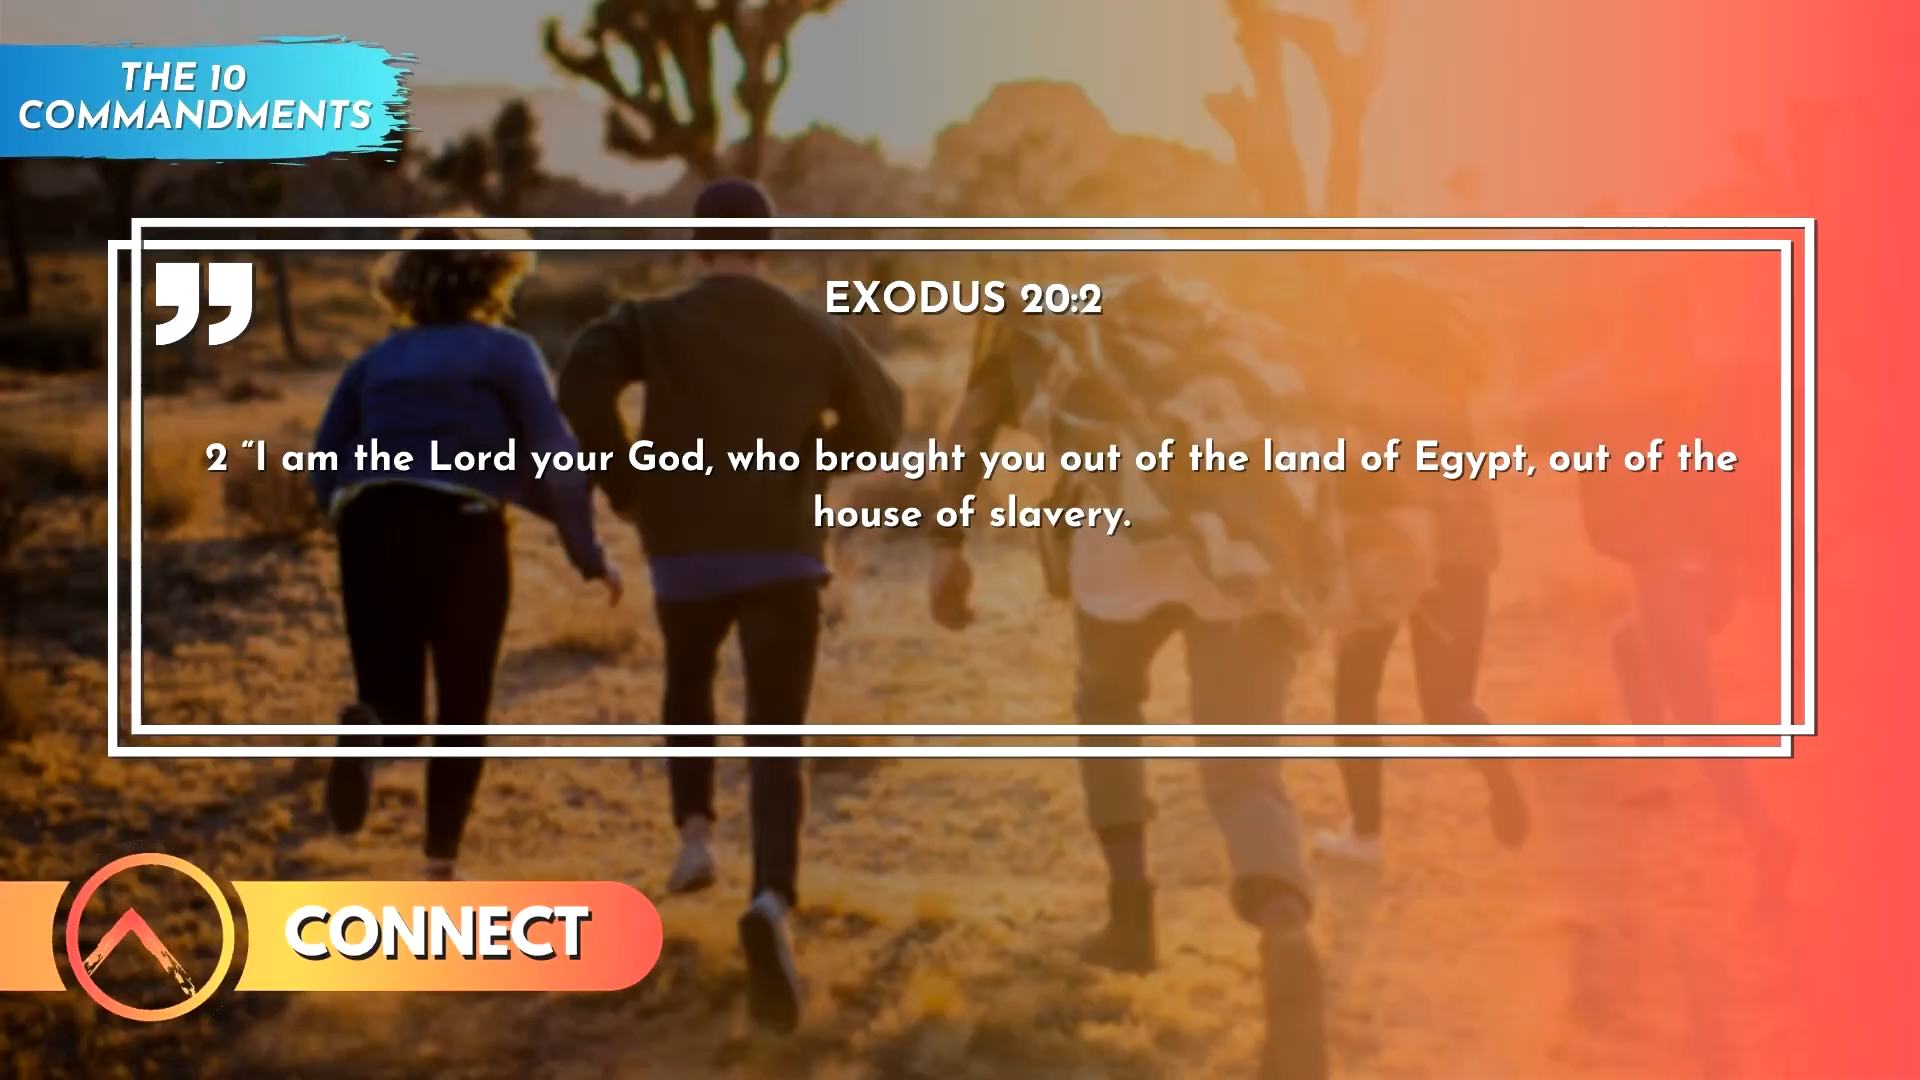 THE 10
COMMANDMENTS
EXODUS 20:2
2 “I am the Lord your God, who brought you out of the land of Egypt, out of the
house of slavery.
CONNECT